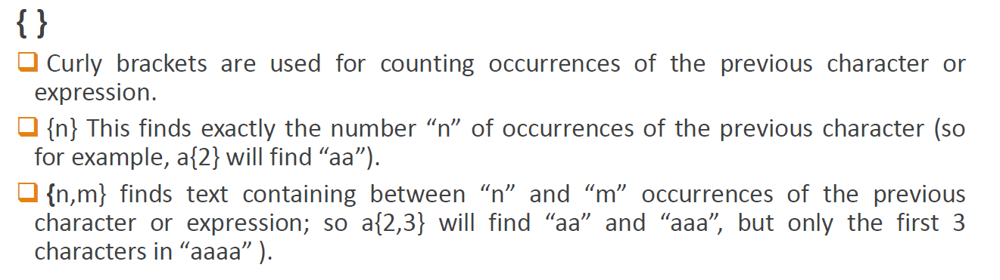 { }
Curly brackets are used for counting occurrences of the previous character or
expression.
{n} This finds exactly the number “n” of occurrences of the previous character (so
for example, a{2} will find “aa”).
{n,m} finds text containing between “n” and “m” occurrences of the previous
character or expression; so a{2,3} will find “aa” and “aaa”, but only the first 3
characters in “aaaa” ).